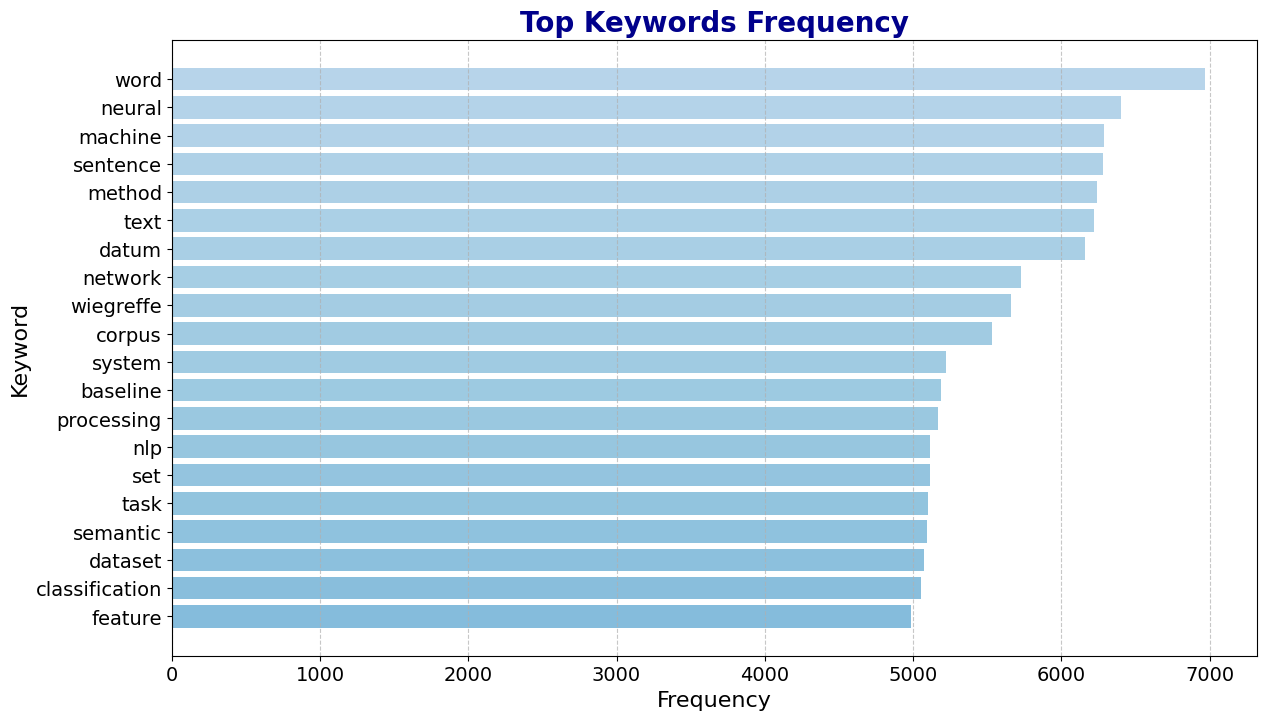 Top Keywords Frequency
Keyword
word
neural
machine
sentence
method
text
datum
network
wiegreffe
corpus
system
baseline
processing
nlp
set
task
semantic
dataset
classification
feature
0 1000 2000 3000 4000 5000 6000 7000
Frequency